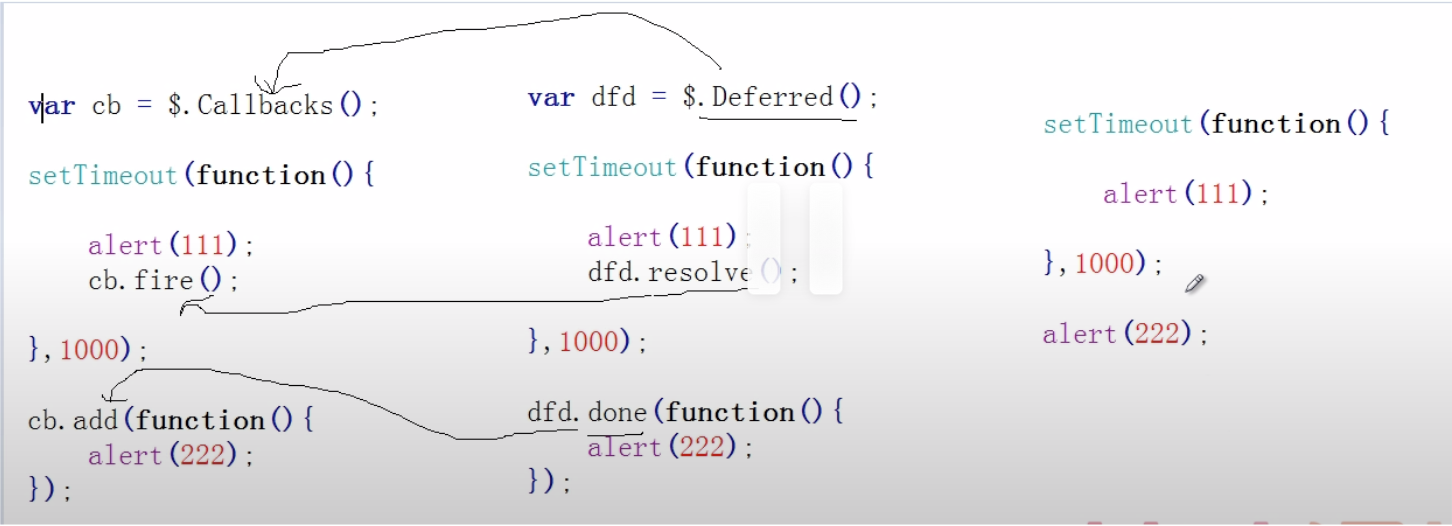 var cb = $.Callbacks();
setTimeout(function(){
alert(111);
cb.fire();
},1000);
cb.add(function(){
alert(222);
});
var dfd = $.Deferred();
setTimeout(function(){
alert(111);
dfd.resolve();
},1000);
dfd.done(function(){
alert(222);
});
setTimeout(function(){
alert(111);
},1000);
alert(222);